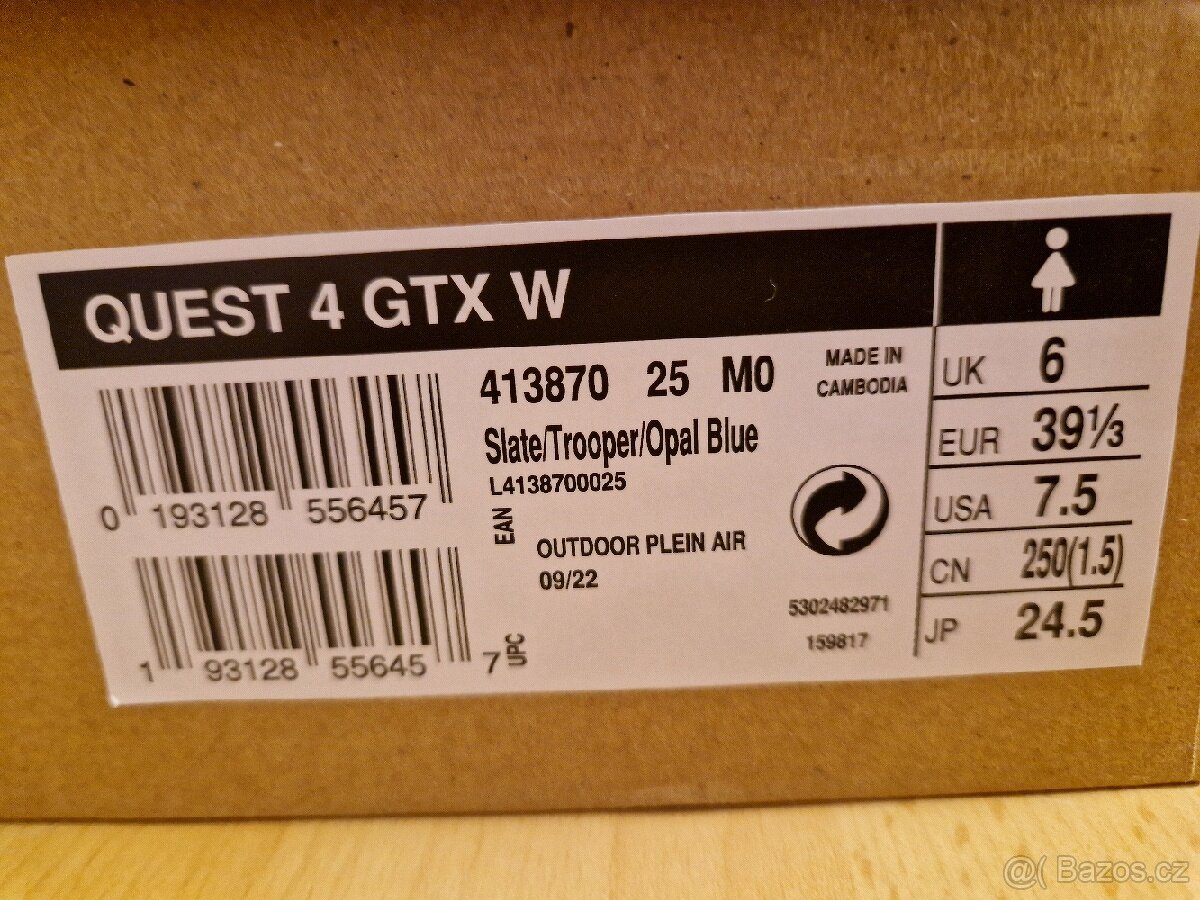 QUEST 4 GTX W
413870 25 M0
MADE IN
CAMBODIA
Slate/Trooper/Opal Blue
L4138700025
0 193128 556457
EAN
OUTDOOR PLEIN AIR
09/22
1 93128 55645 7
UPC
5302482971
159817
UK 6
EUR 39⅓
USA 7.5
CN 250(1.5)
JP 24.5
@( Bazos.cz